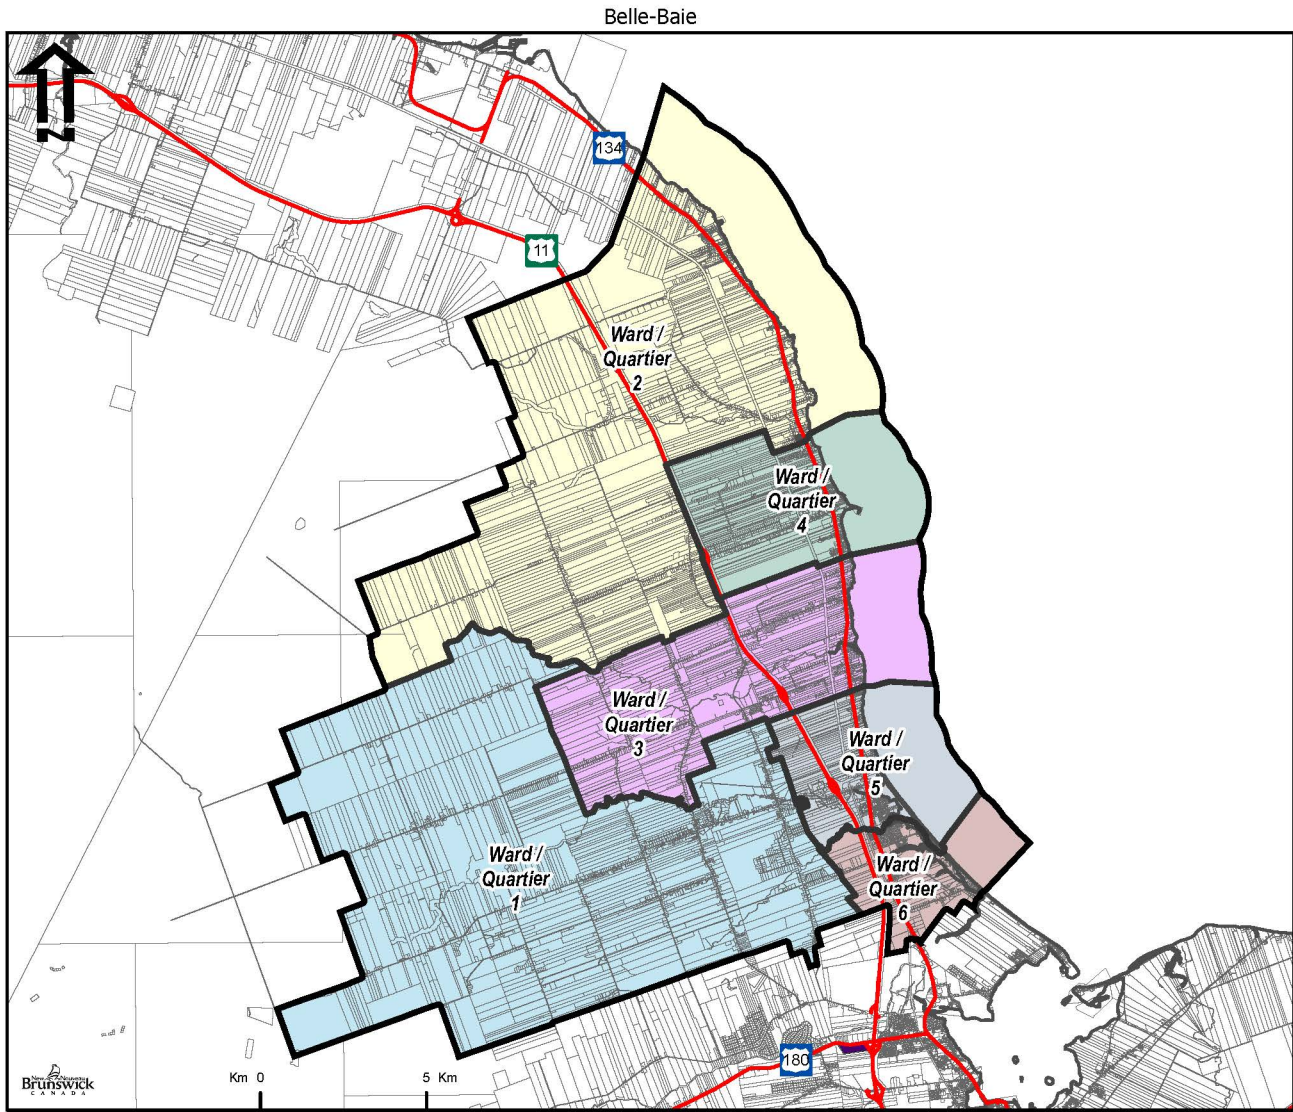 Belle-Baie
N
134
11
Ward /
Quartier
2
Ward /
Quartier
4
Ward /
Quartier
3
Ward /
Quartier
5
Ward /
Quartier
1
Ward /
Quartier
6
180
New Nouveau
Brunswick
CANADA
Km 0 5 Km